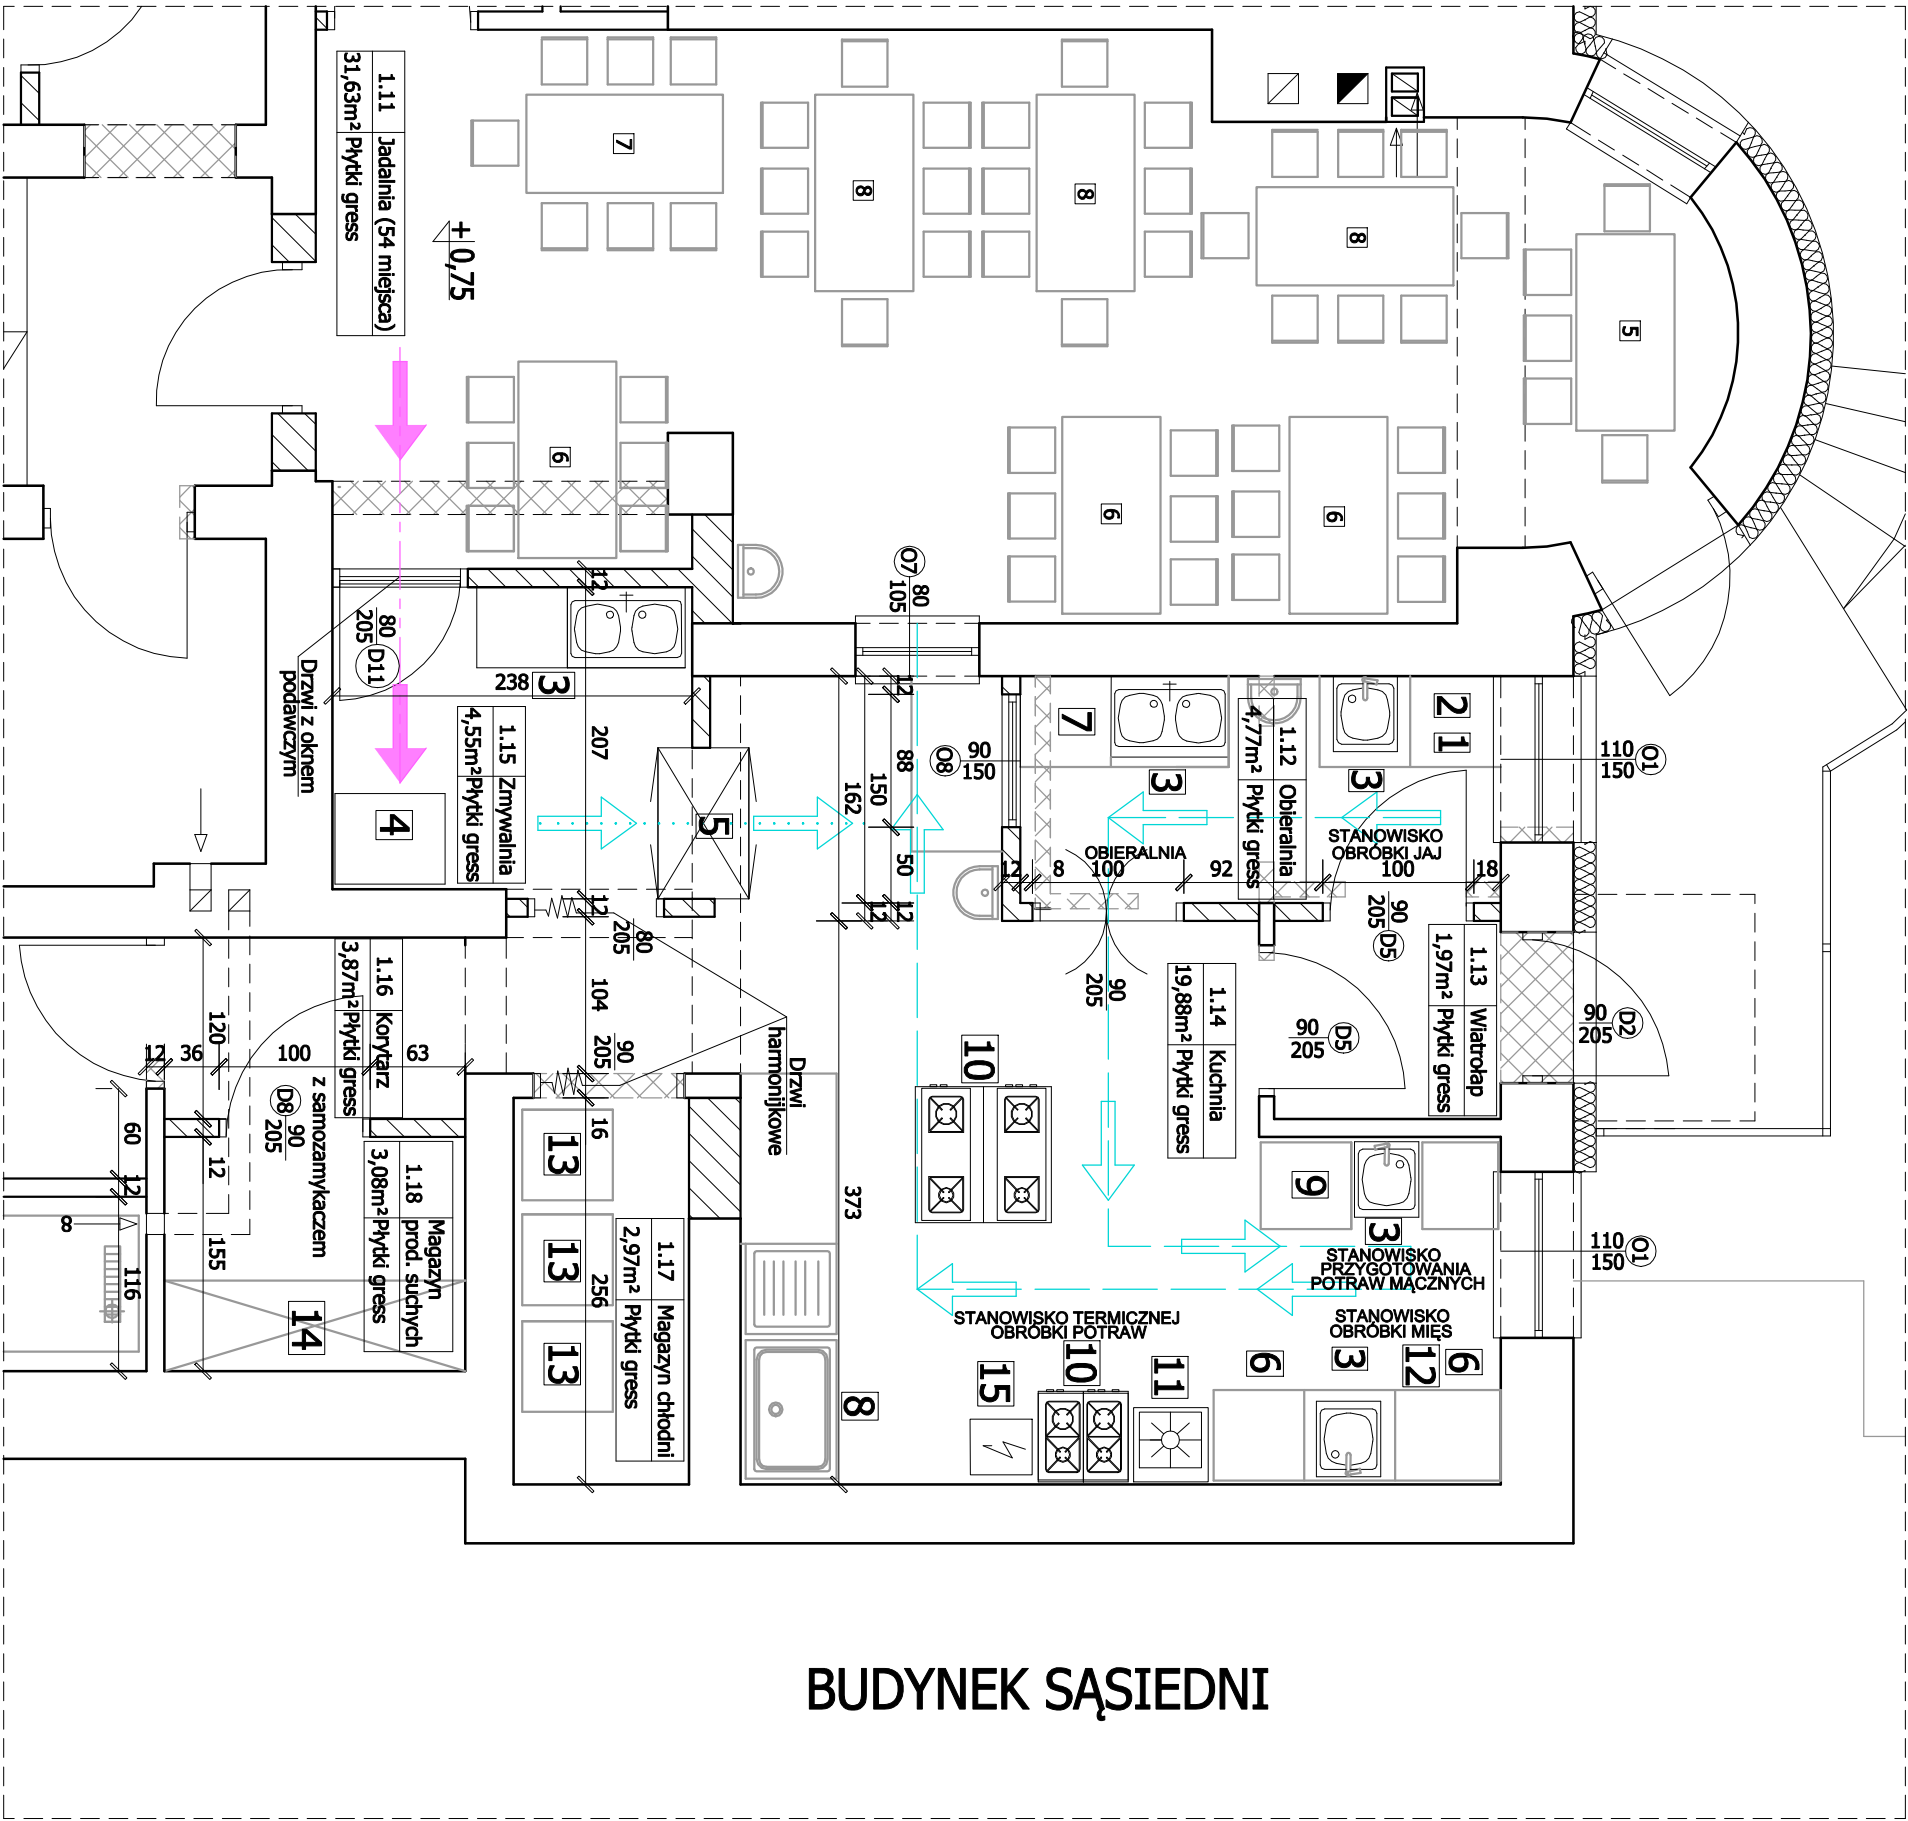 1.11 Jadalnia (54 miejsca)
31,63m² Płytki gress
+0,75
7
8
8
8
5
6
6
6
O7
80
105
12
80
205
D11
Drzwi z oknem
podawczym
238
3
1.15 Zmywalnia
4,55m² Płytki gress
207
4
5
12
88
150
162
50
12
12
O8
90
150
7
3
1.12 Obieralnia
4,77m² Płytki gress
3
2
1
O1
110
150
STANOWISKO
OBRÓBKI JAJ
OBIERALNIA
12
8
100
92
100
18
90
205
D5
90
205
1.13 Wiatrołap
1,97m² Płytki gress
D2
90
205
D5
90
205
1.14 Kuchnia
19,88m² Płytki gress
12
80
205
104
90
205
Drzwi
harmonijkowe
1.16 Korytarz
3,87m² Płytki gress
120
12
36
100
63
D8
90
205
z samozamykaczem
60
12
12
155
116
8
1.18 Magazyn
prod. suchych
3,08m² Płytki gress
14
16
13
13
13
256
1.17 Magazyn chłodni
2,97m² Płytki gress
373
10
9
3
STANOWISKO
PRZYGOTOWANIA
POTRAW MĄCZNYCH
O1
110
150
STANOWISKO TERMICZNEJ
OBRÓBKI POTRAW
STANOWISKO
OBRÓBKI MIĘS
8
15
10
11
6
3
12
6
BUDYNEK SĄSIEDNI